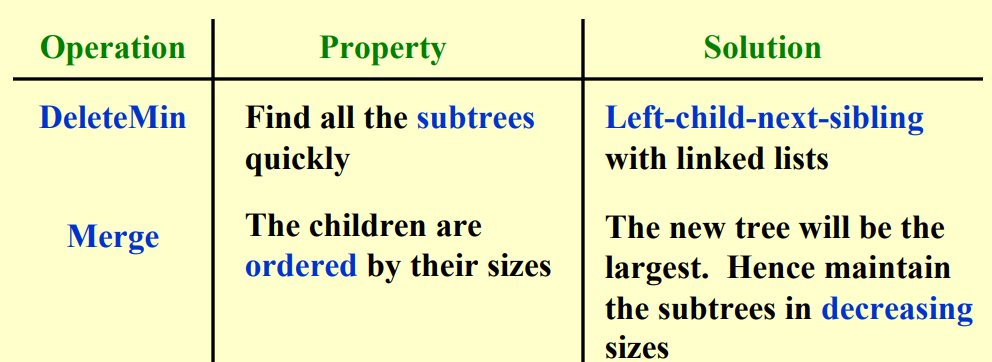 Operation Property Solution
DeleteMin Find all the subtrees quickly Left-child-next-sibling with linked lists
Merge The children are ordered by their sizes The new tree will be the largest. Hence maintain the subtrees in decreasing sizes